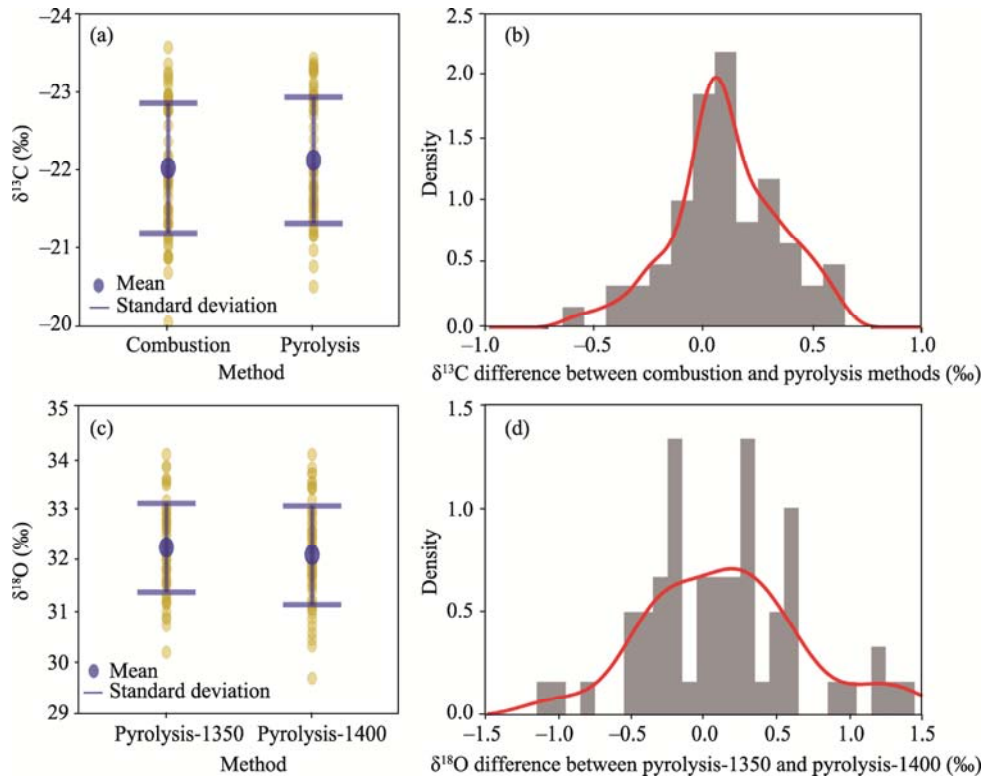 (a)
–24
–23
–22
–21
–20
δ¹³C (‰)
Mean
Standard deviation
Combustion
Pyrolysis
Method
(b)
2.5
2.0
1.5
1.0
0.5
0.0
Density
–1.0
–0.5
0.0
0.5
1.0
δ¹³C difference between combustion and pyrolysis methods (‰)
(c)
35
34
33
32
31
30
29
δ¹⁸O (‰)
Mean
Standard deviation
Pyrolysis-1350
Pyrolysis-1400
Method
(d)
1.5
1.0
0.5
0.0
Density
–1.5
–1.0
–0.5
0.0
0.5
1.0
1.5
δ¹⁸O difference between pyrolysis-1350 and pyrolysis-1400 (‰)